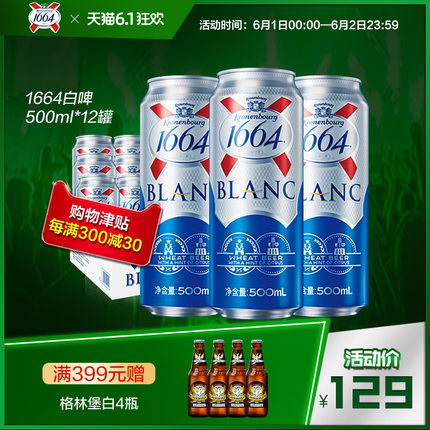 1664 × 天猫6.1狂欢
活动时间：6月1日00:00—6月2日23:59
1664白啤
500ml*12罐
Kronenbourg
1664
BLANC
WHEAT BEER
WITH A HINT OF CITRUS
净含量:500mL
净含量:500mL
购物津贴
每满300减30
满399元赠
格林堡白4瓶
活动价
¥129